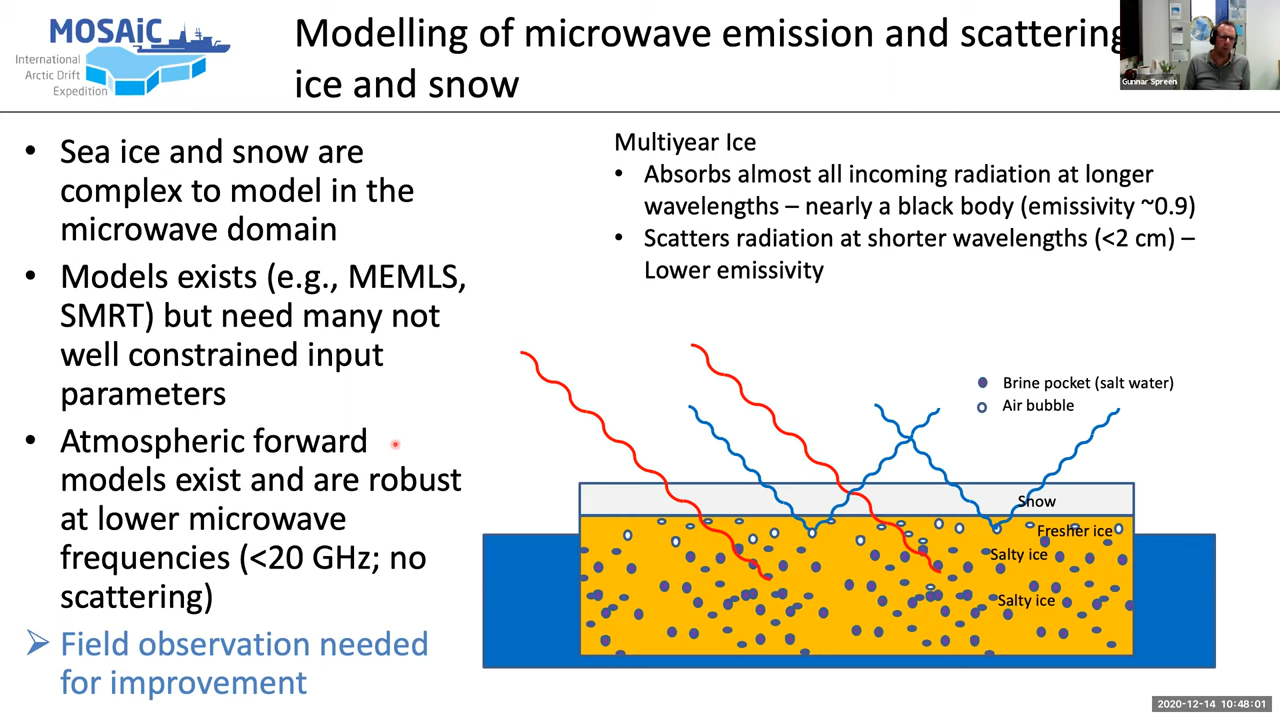 MOSAiC
International
Arctic Drift
Expedition
Modelling of microwave emission and scattering
ice and snow
Gunnar Spreen
• Sea ice and snow are
complex to model in the
microwave domain
• Models exists (e.g., MEMLS,
SMRT) but need many not
well constrained input
parameters
• Atmospheric forward
models exist and are robust
at lower microwave
frequencies (<20 GHz; no
scattering)
➢ Field observation needed
for improvement
Multiyear Ice
• Absorbs almost all incoming radiation at longer
wavelengths – nearly a black body (emissivity ~0.9)
• Scatters radiation at shorter wavelengths (<2 cm) –
Lower emissivity
Brine pocket (salt water)
Air bubble
Snow
Fresher ice
Salty ice
Salty ice
2020-12-14 10:48:01